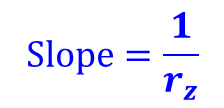 Slope = 1/r_z